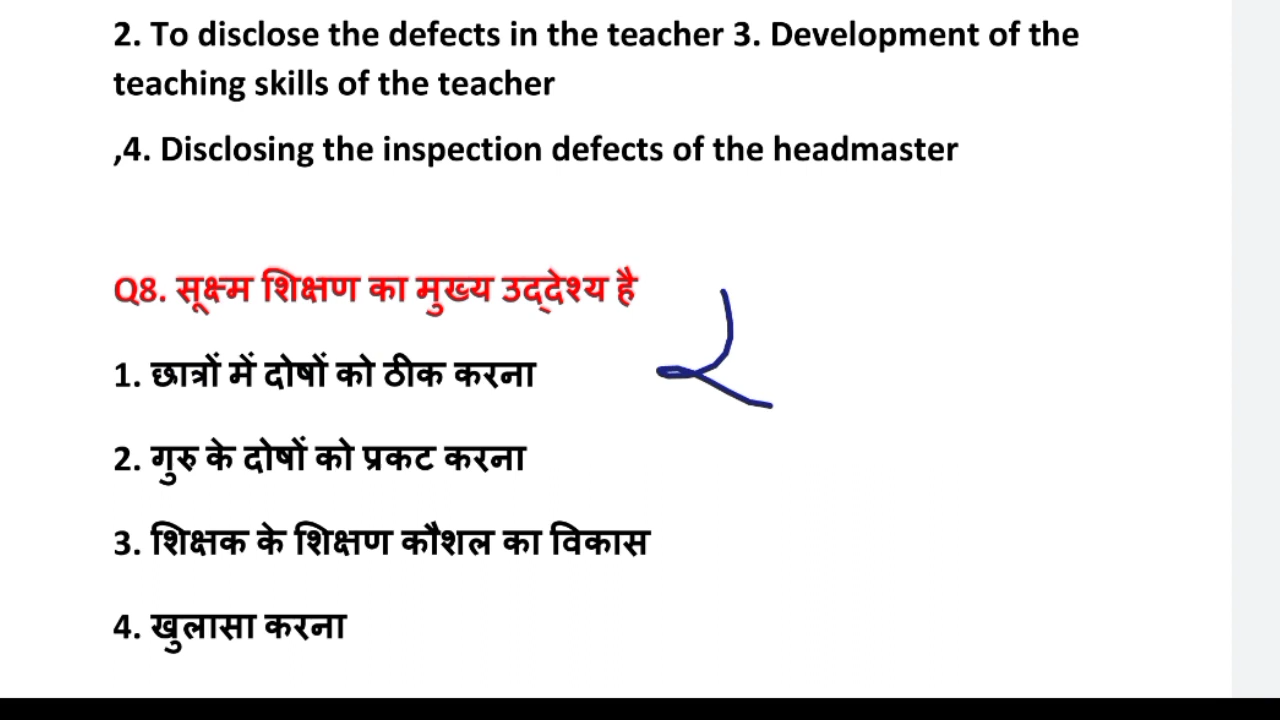 2. To disclose the defects in the teacher 3. Development of the
teaching skills of the teacher
,4. Disclosing the inspection defects of the headmaster
Q8. सूक्ष्म शिक्षण का मुख्य उद्देश्य है
1. छात्रों में दोषों को ठीक करना
2. गुरु के दोषों को प्रकट करना
3. शिक्षक के शिक्षण कौशल का विकास
4. खुलासा करना